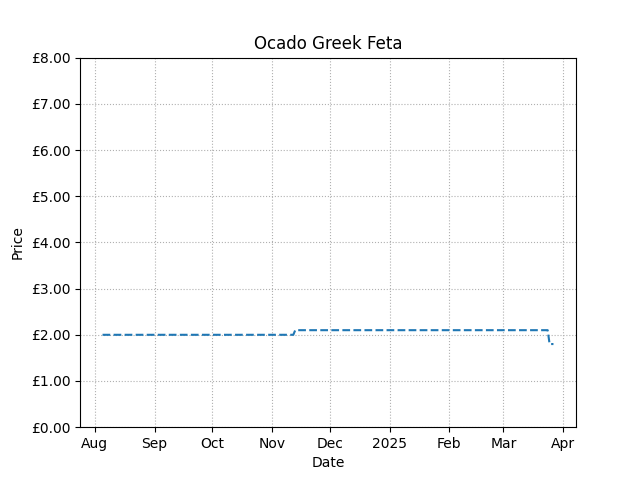 Ocado Greek Feta
£8.00
£7.00
£6.00
£5.00
£4.00
£3.00
£2.00
£1.00
£0.00
Price
Aug Sep Oct Nov Dec 2025 Feb Mar Apr
Date